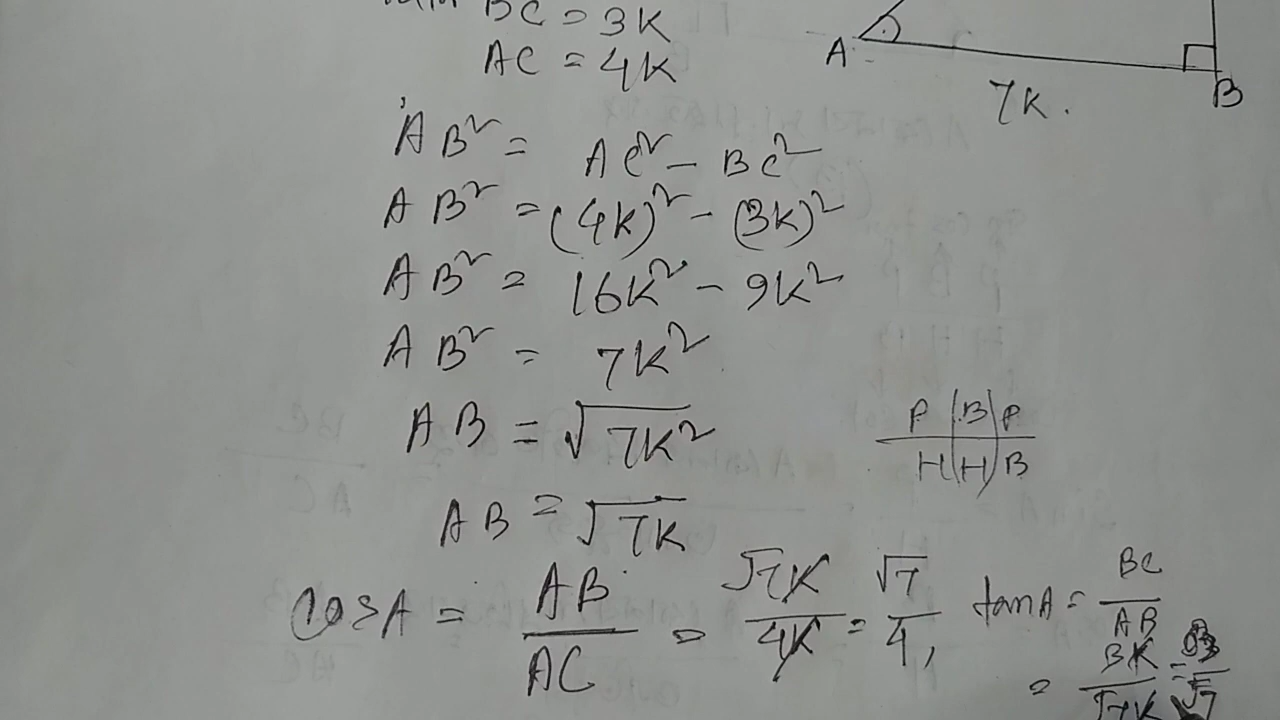 BC = 3K
AC = 4K
A
B
7K.
AB² = AC² - BC²
AB² = (4K)² - (3K)²
AB² = 16K² - 9K²
AB² = 7K²
AB = √7K²
P | B | P
H | H | B
AB = √7K
CosA = AB/AC = √7K/4K = √7/4,
tanA = BC/AB
= 3K/√7K = 3/√7